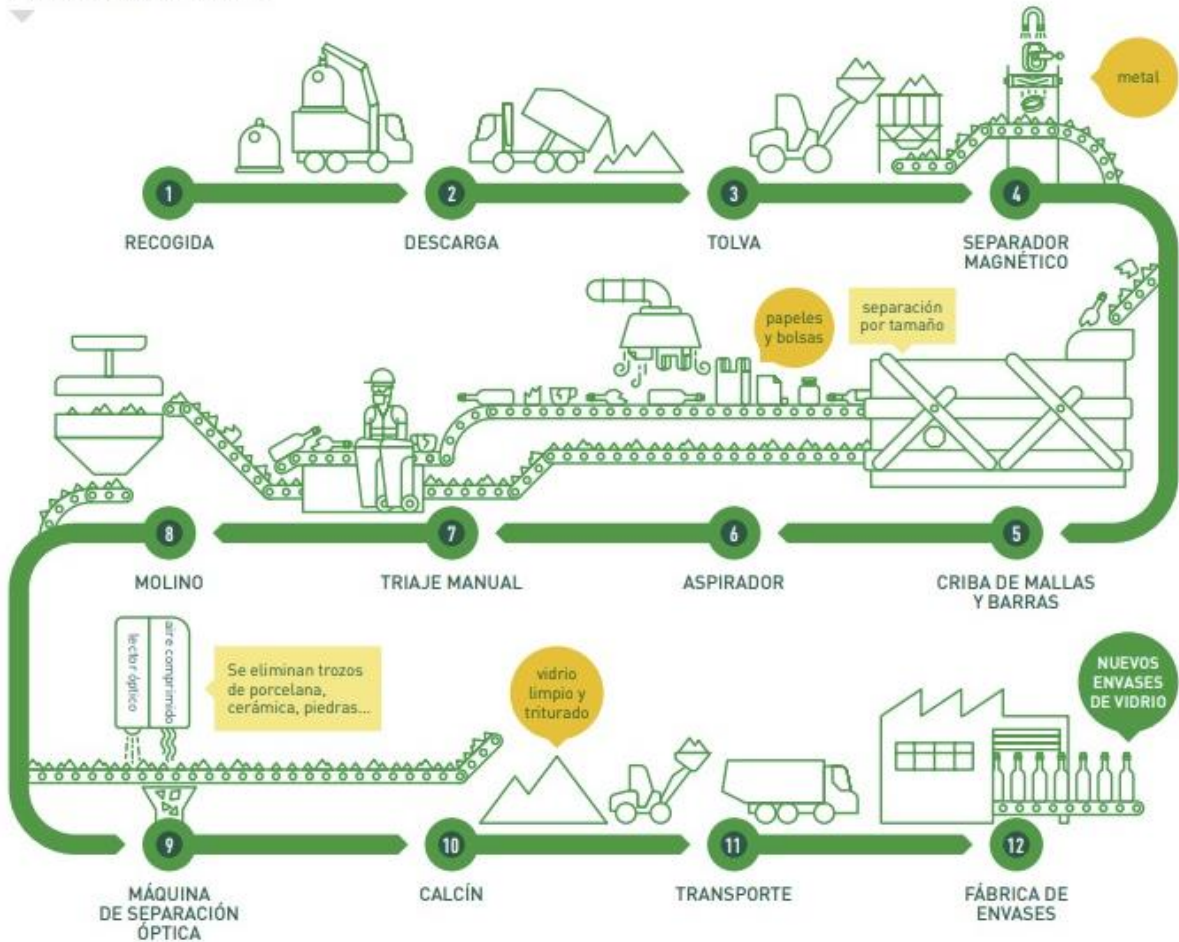 1
RECOGIDA
2
DESCARGA
3
TOLVA
4
SEPARADOR
MAGNÉTICO
metal
separación
por tamaño
papeles
y bolsas
5
CRIBA DE MALLAS
Y BARRAS
6
ASPIRADOR
7
TRIAJE MANUAL
8
MOLINO
lector óptico
aire comprimido
Se eliminan trozos
de porcelana,
cerámica, piedras...
9
MÁQUINA
DE SEPARACIÓN
ÓPTICA
vidrio
limpio y
triturado
10
CALCÍN
11
TRANSPORTE
NUEVOS
ENVASES
DE VIDRIO
12
FÁBRICA DE
ENVASES